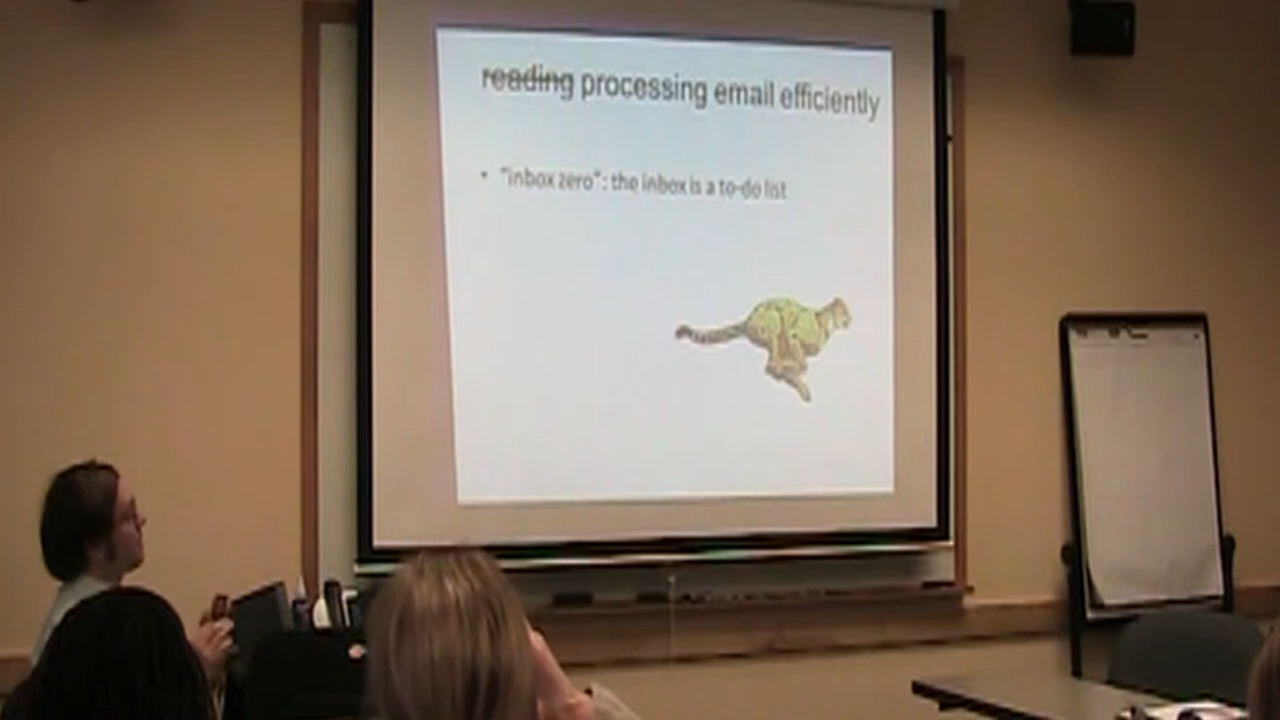 reading processing email efficiently
• "inbox zero": the inbox is a to-do list